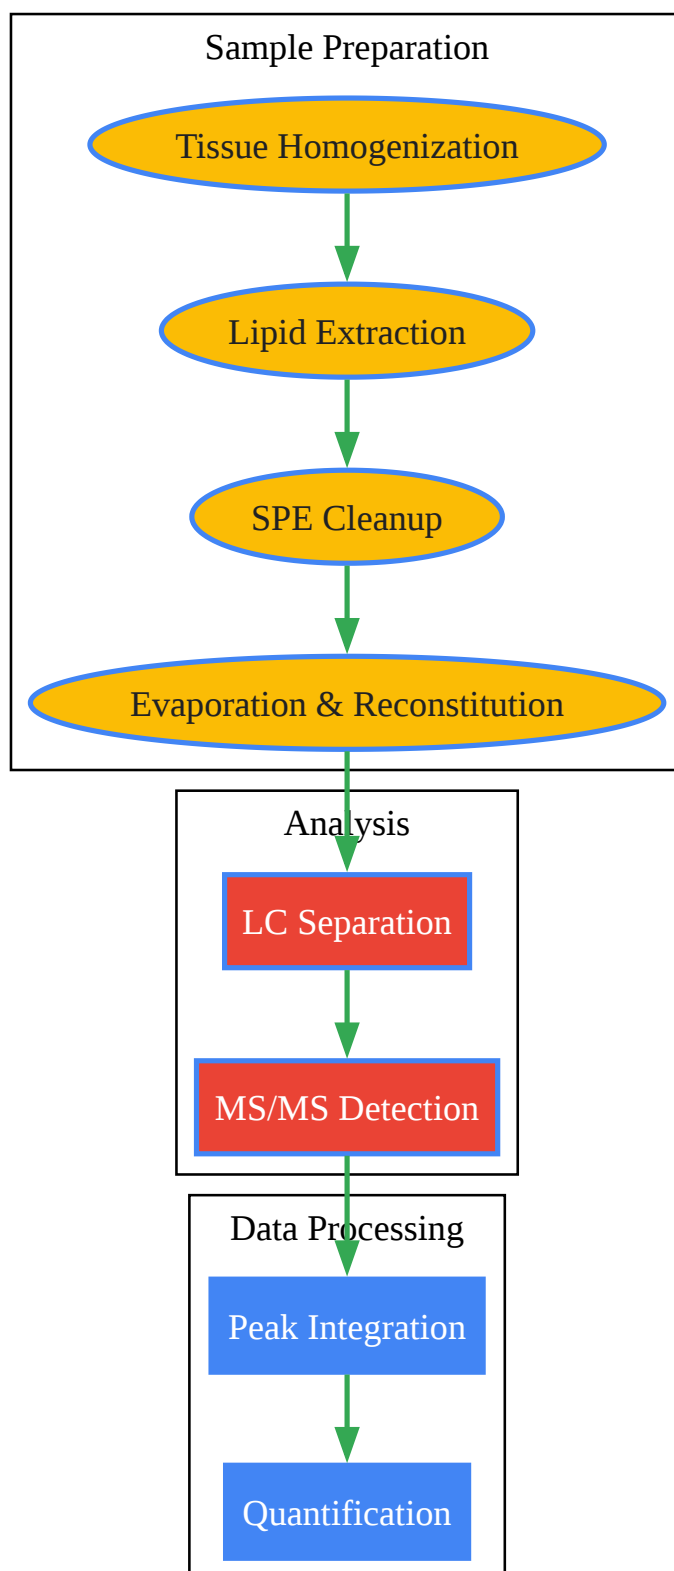 Sample Preparation
Tissue Homogenization
Lipid Extraction
SPE Cleanup
Evaporation & Reconstitution
Analysis
LC Separation
MS/MS Detection
Data Processing
Peak Integration
Quantification